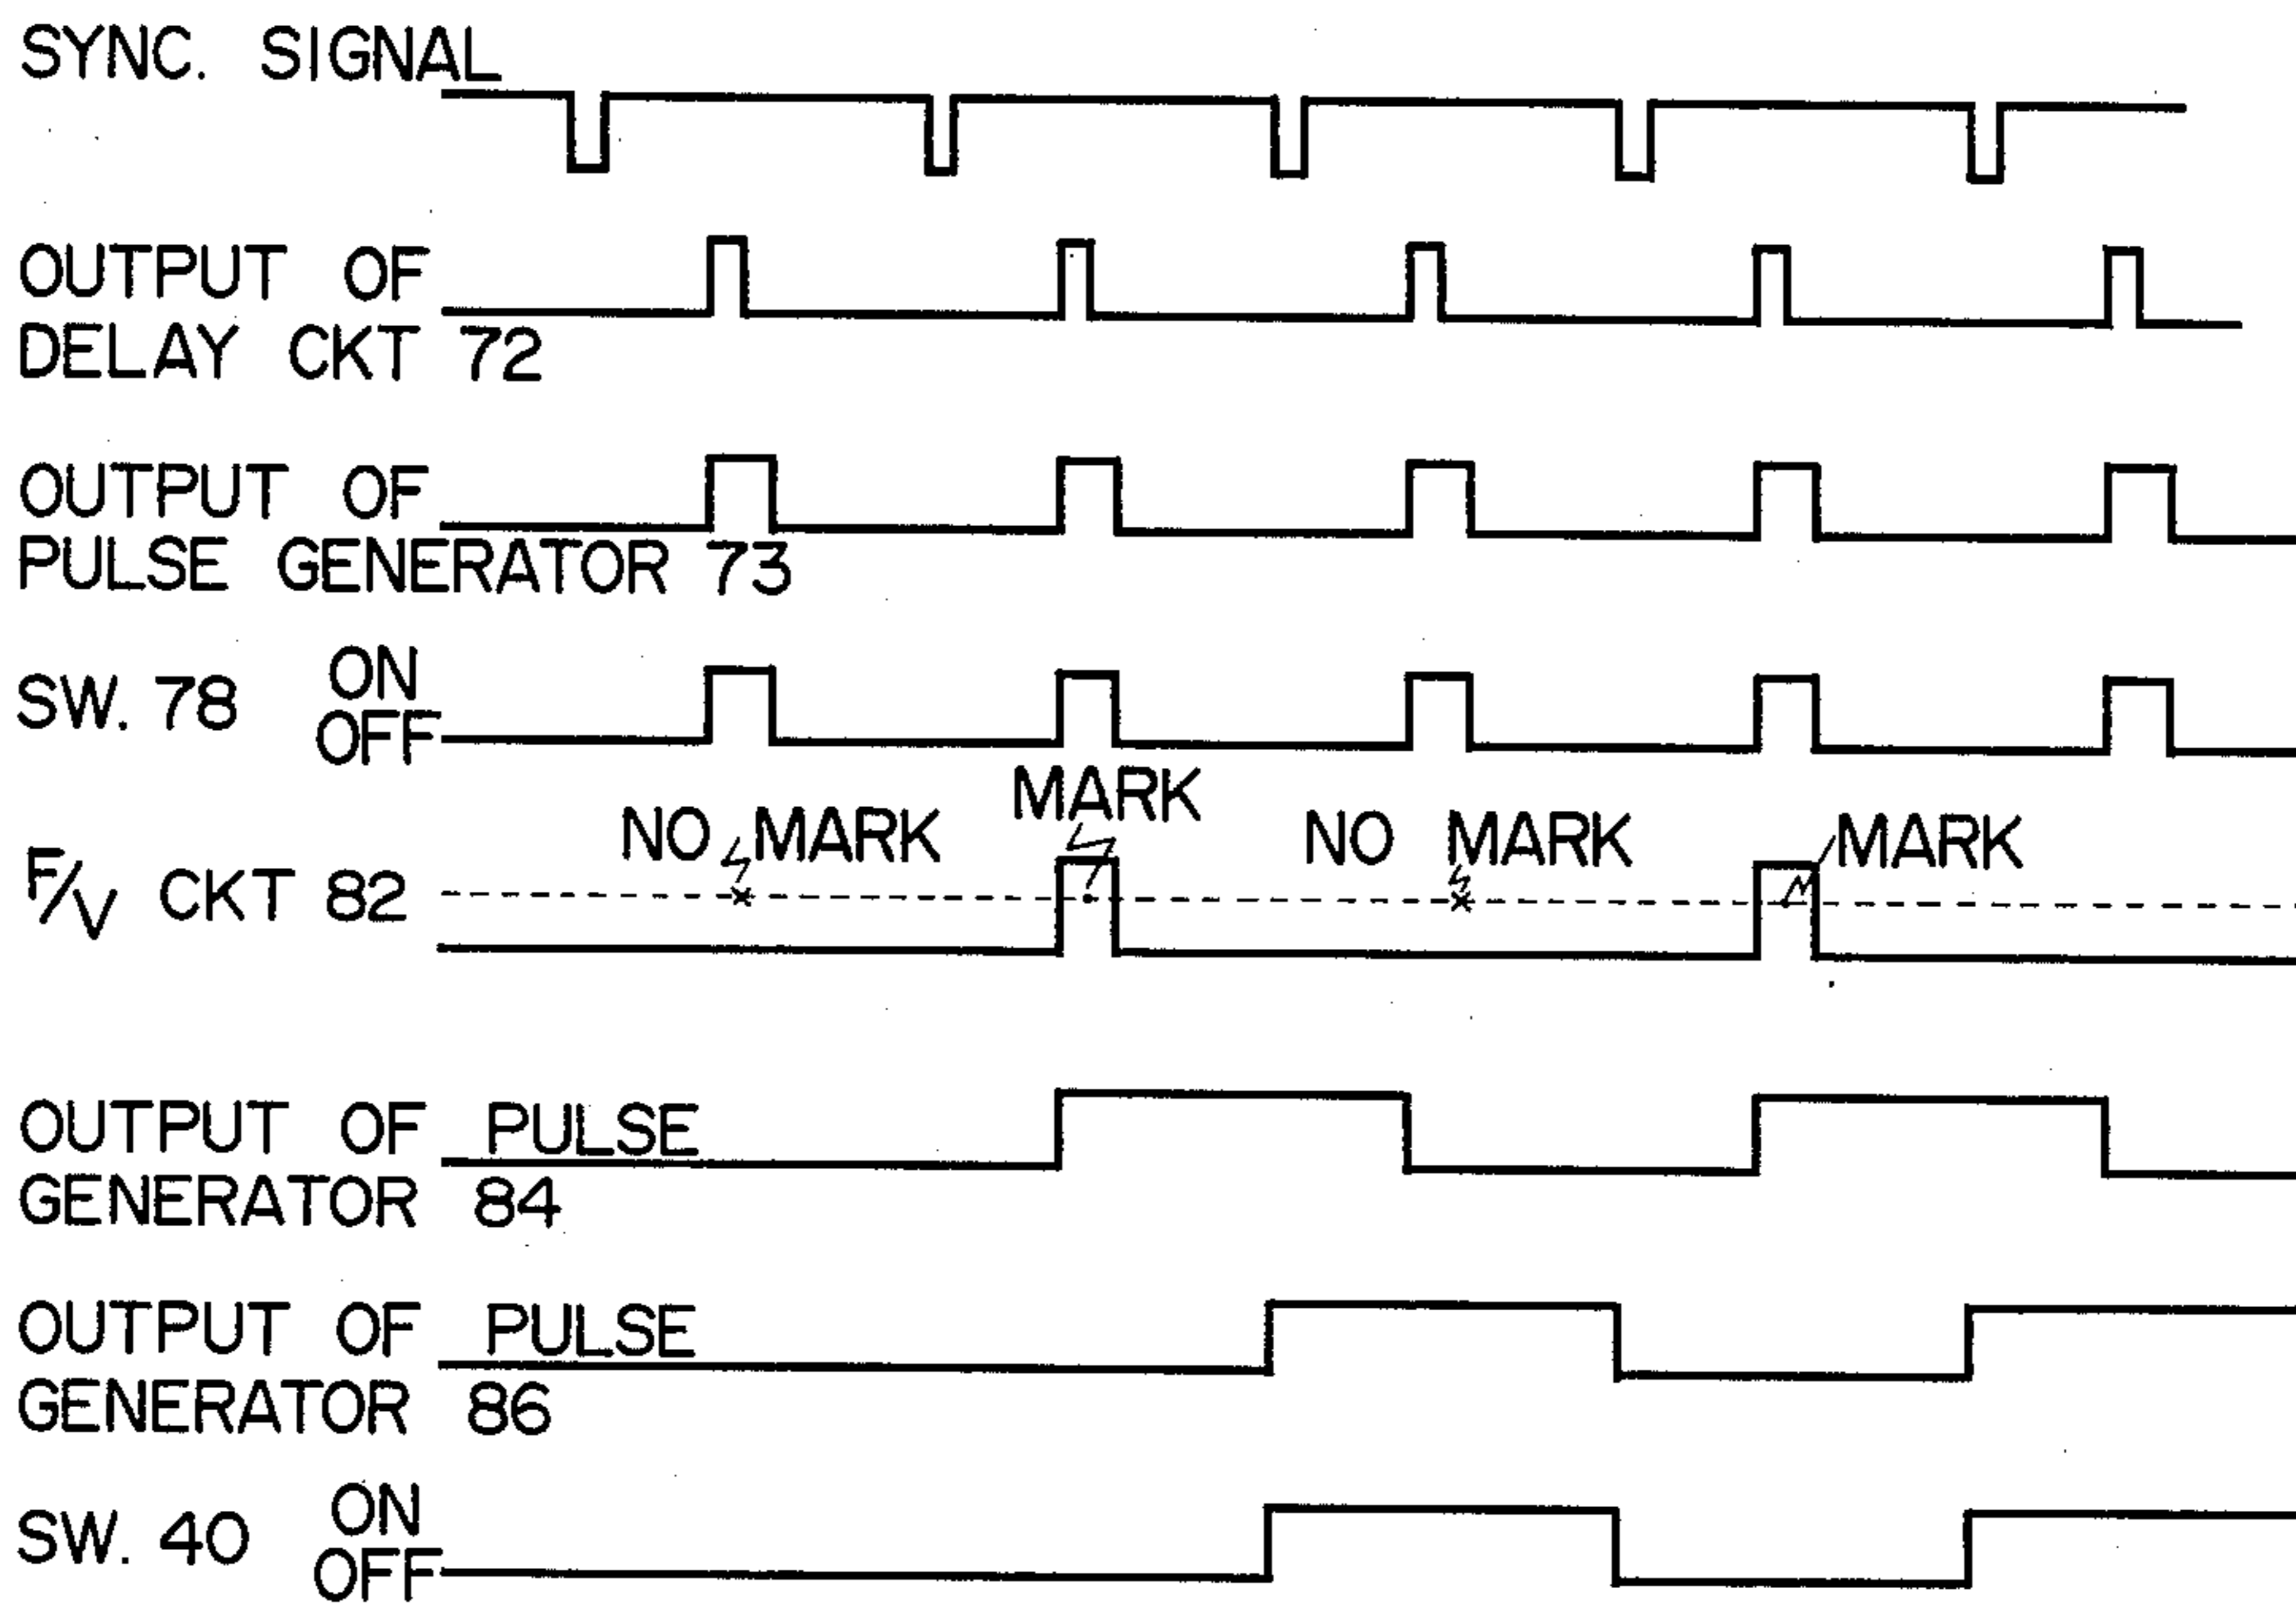 SYNC. SIGNAL
OUTPUT OF
DELAY CKT 72
OUTPUT OF
PULSE GENERATOR 73
SW. 78 ON
OFF
NO MARK MARK NO MARK MARK
F/V CKT 82
OUTPUT OF PULSE
GENERATOR 84
OUTPUT OF PULSE
GENERATOR 86
SW. 40 ON
OFF